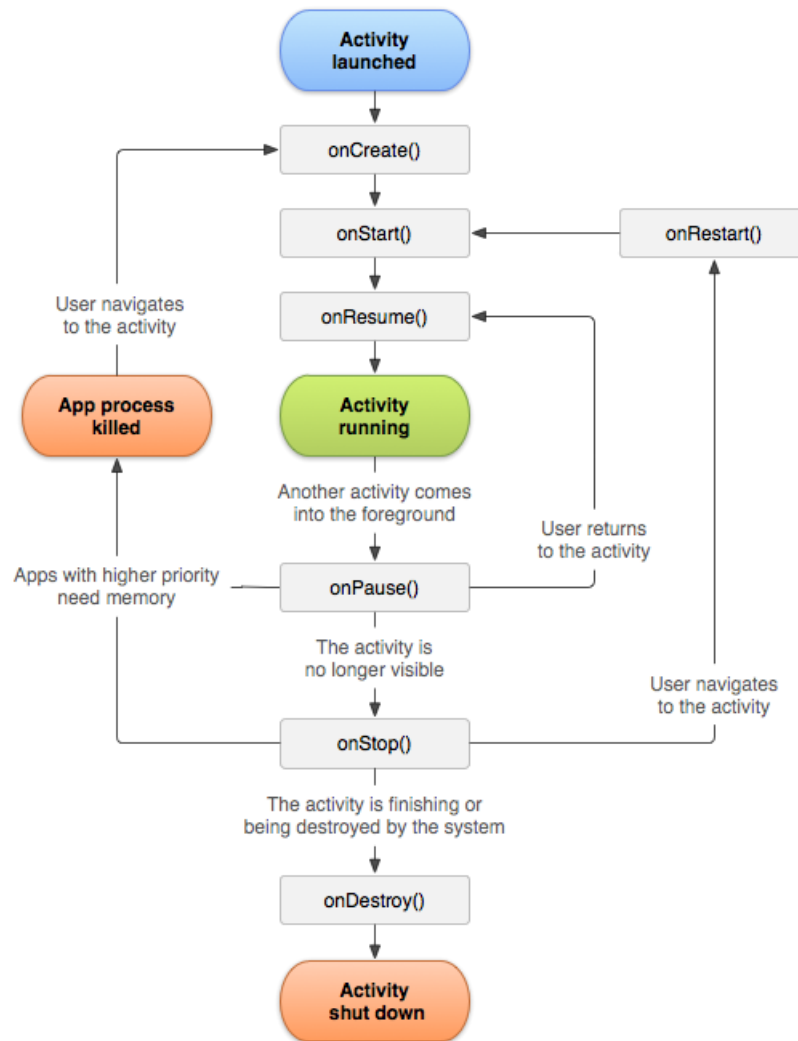 Activity
launched
onCreate()
onStart()
onRestart()
User navigates
to the activity
onResume()
App process
killed
Activity
running
Another activity comes
into the foreground
User returns
to the activity
Apps with higher priority
need memory
onPause()
The activity is
no longer visible
User navigates
to the activity
onStop()
The activity is finishing or
being destroyed by the system
onDestroy()
Activity
shut down